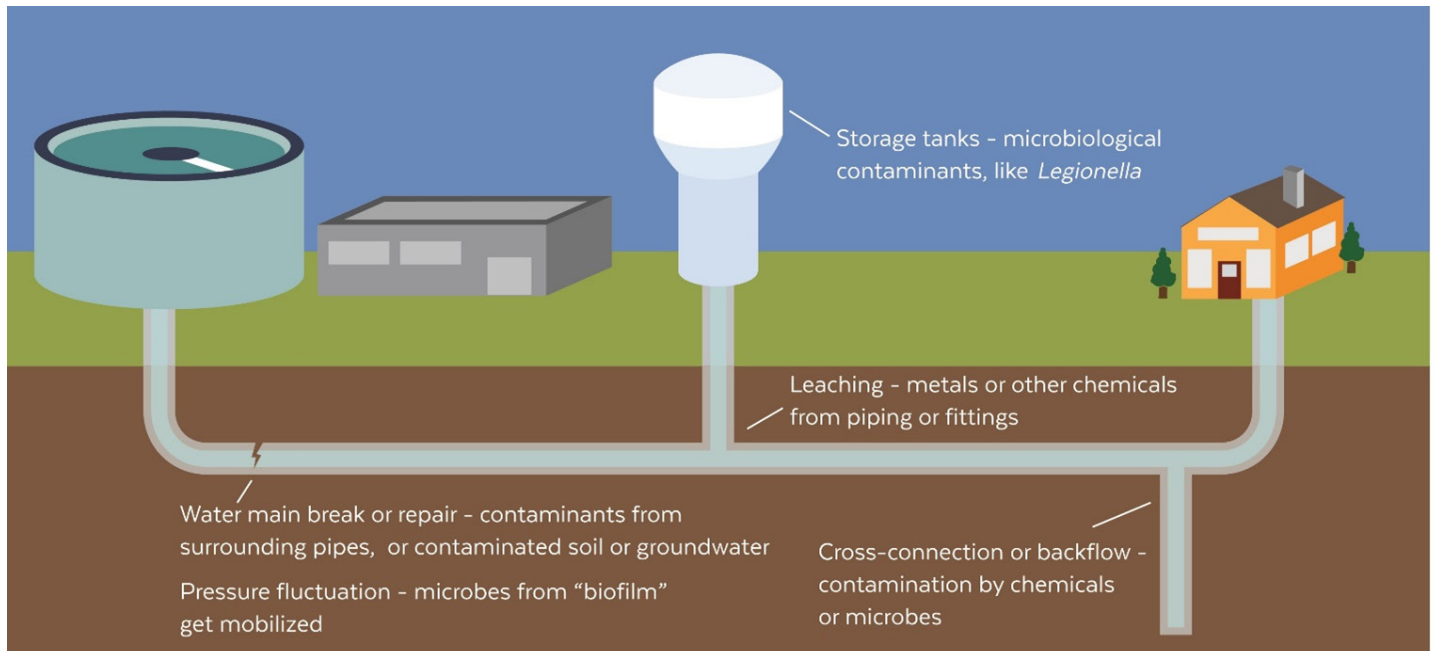 Storage tanks - microbiological
contaminants, like Legionella
Leaching - metals or other chemicals
from piping or fittings
Water main break or repair - contaminants from
surrounding pipes, or contaminated soil or groundwater
Pressure fluctuation - microbes from “biofilm”
get mobilized
Cross-connection or backflow -
contamination by chemicals
or microbes